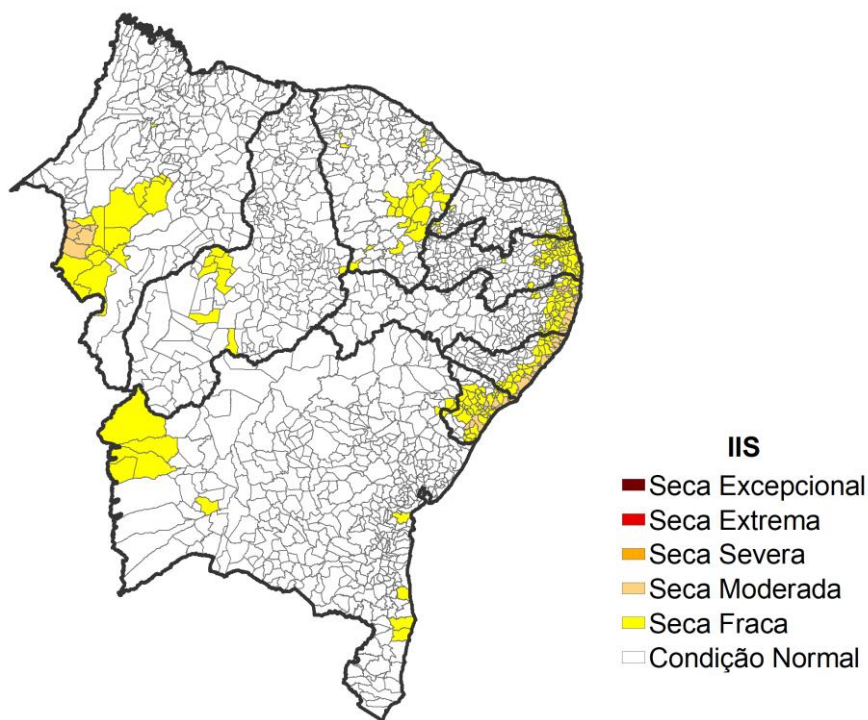 IIS
Seca Excepcional
Seca Extrema
Seca Severa
Seca Moderada
Seca Fraca
Condição Normal